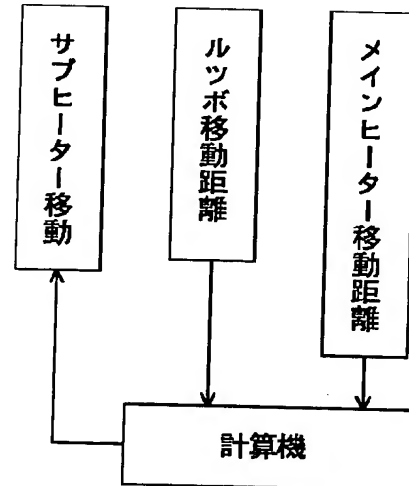 サブヒーター移動
ルツボ移動距離
メインヒーター移動距離
計算機